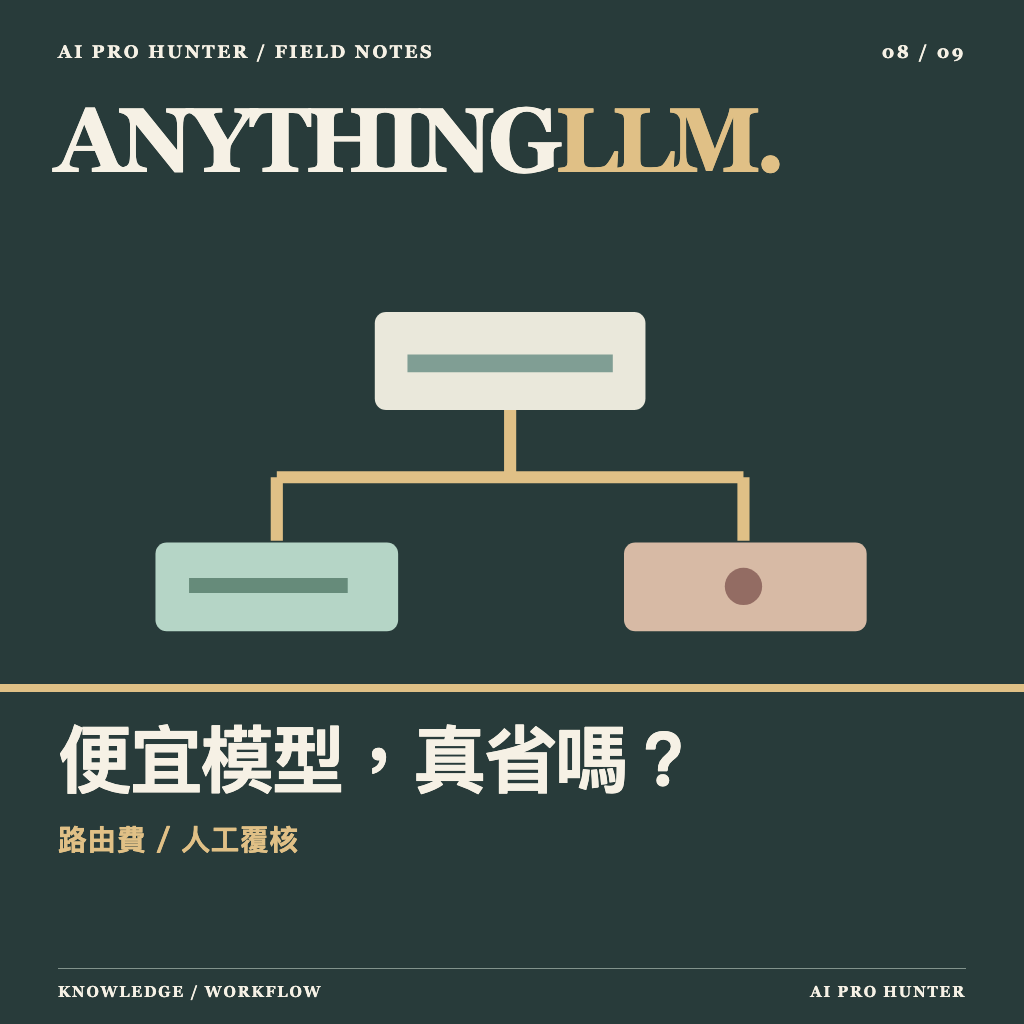 AI PRO HUNTER / FIELD NOTES
08 / 09
ANYTHINGLLM.
便宜模型，真省嗎？
路由費 / 人工覆核
KNOWLEDGE / WORKFLOW
AI PRO HUNTER